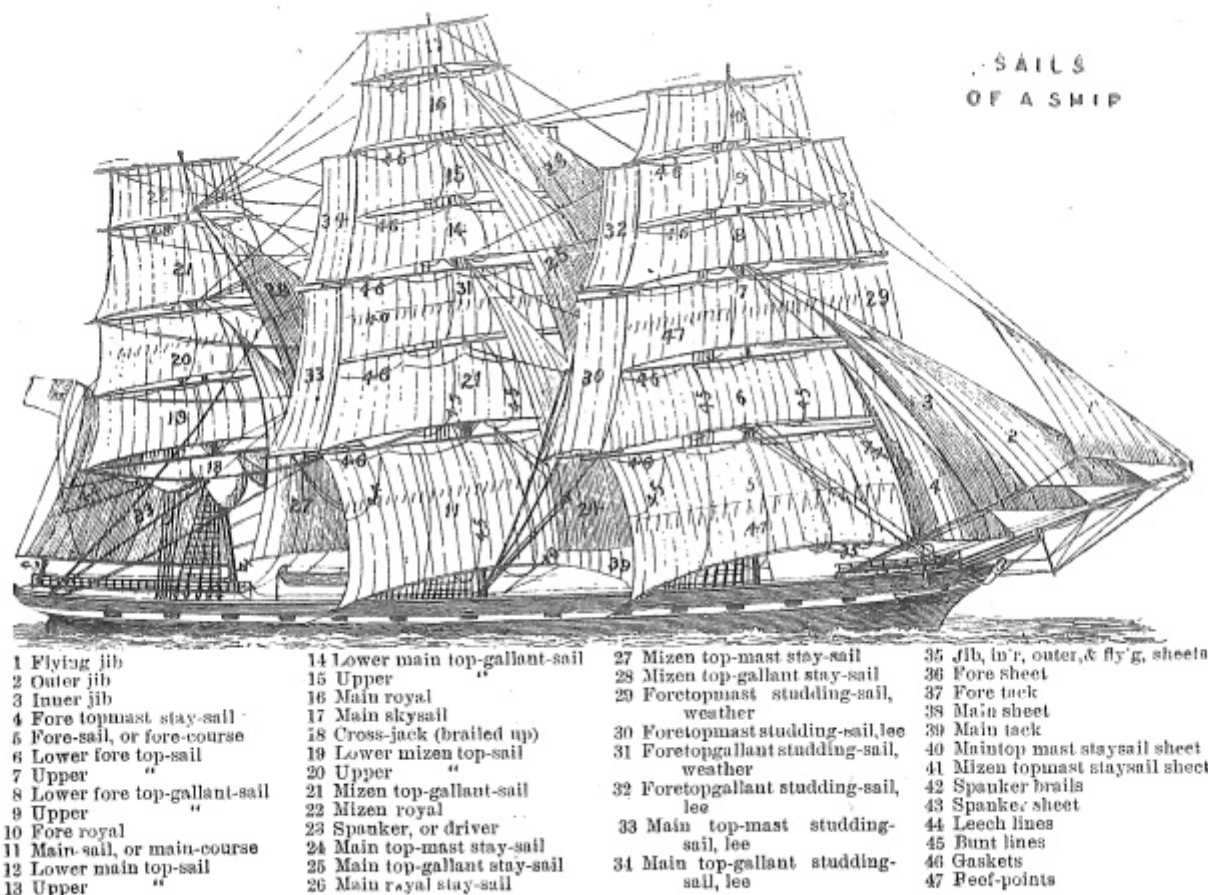 SAILS
OF A SHIP
1 Flying jib
2 Outer jib
3 Inner jib
4 Fore topmast stay-sail
5 Fore-sail, or fore-course
6 Lower fore top-sail
7 Upper “
8 Lower fore top-gallant-sail
9 Upper “
10 Fore royal
11 Main-sail, or main-course
12 Lower main top-sail
13 Upper “
14 Lower main top-gallant-sail
15 Upper “
16 Main royal
17 Main skysail
18 Cross-jack (brailed up)
19 Lower mizen top-sail
20 Upper “
21 Mizen top-gallant-sail
22 Mizen royal
23 Spanker, or driver
24 Main top-mast stay-sail
25 Main top-gallant stay-sail
26 Main royal stay-sail
27 Mizen top-mast stay-sail
28 Mizen top-gallant stay-sail
29 Foretopmast studding-sail,
weather
30 Foretopmast studding-sail, lee
31 Foretopgallant studding-sail,
weather
32 Foretopgallant studding-sail,
lee
33 Main top-mast studding-
sail, lee
34 Main top-gallant studding-
sail, lee
35 Jib, in'r, outer, & fly'g, sheets
36 Fore sheet
37 Fore tack
38 Main sheet
39 Main tack
40 Maintop mast staysail sheet
41 Mizen topmast staysail sheet
42 Spanker brails
43 Spanker sheet
44 Leech lines
45 Bunt lines
46 Gaskets
47 Reef-points